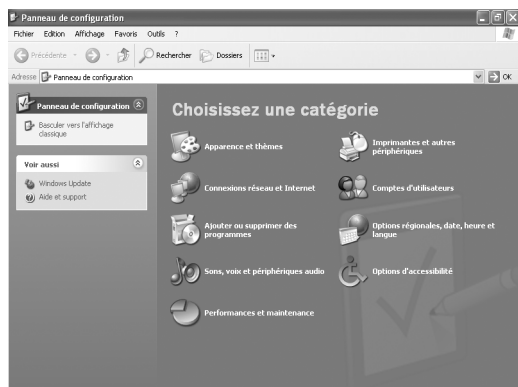 Panneau de configuration
Fichier Edition Affichage Favoris Outils ?
Précédente Rechercher Dossiers
Adresse Panneau de configuration OK
Panneau de configuration
Basculer vers l'affichage
classique
Voir aussi
Windows Update
Aide et support
Choisissez une catégorie
Apparence et thèmes
Imprimantes et autres
périphériques
Connexions réseau et Internet
Comptes d'utilisateurs
Ajouter ou supprimer des
programmes
Options régionales, date, heure et
langue
Sons, voix et périphériques audio
Options d'accessibilité
Performances et maintenance